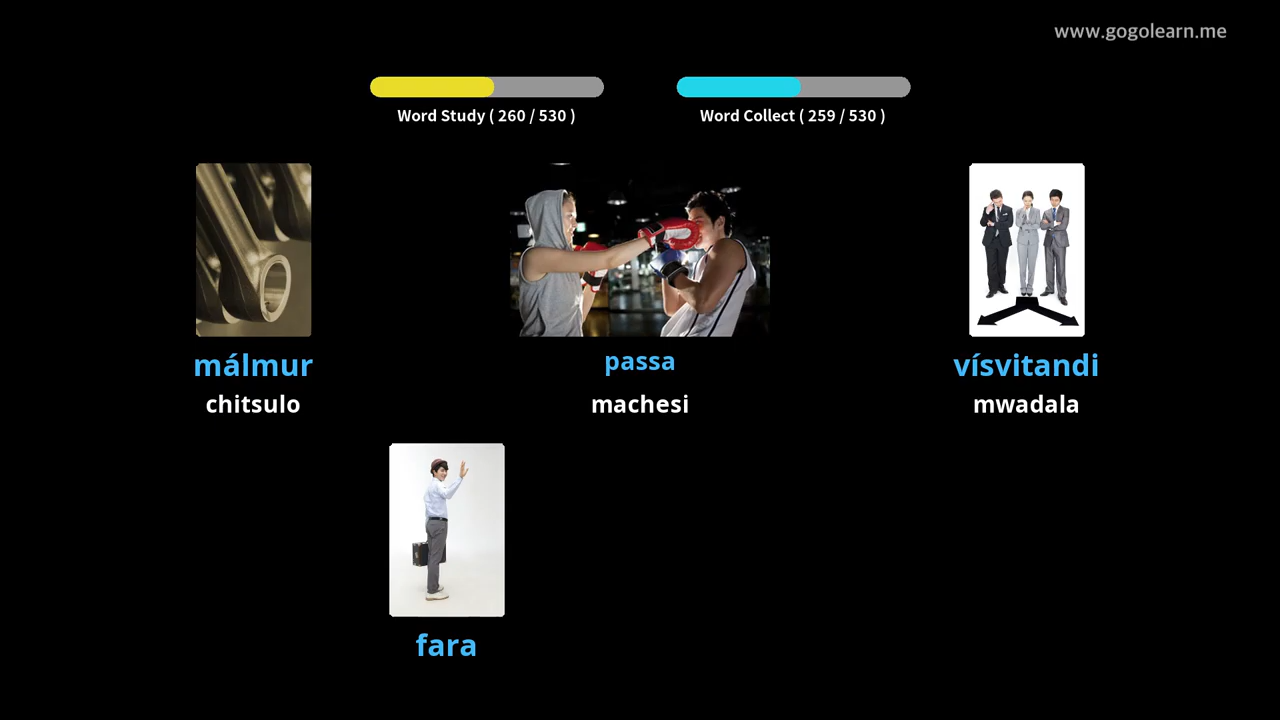 www.gogolearn.me
Word Study ( 260 / 530 )
Word Collect ( 259 / 530 )
málmur
passa
vísvitandi
chitsulo
machesi
mwadala
fara